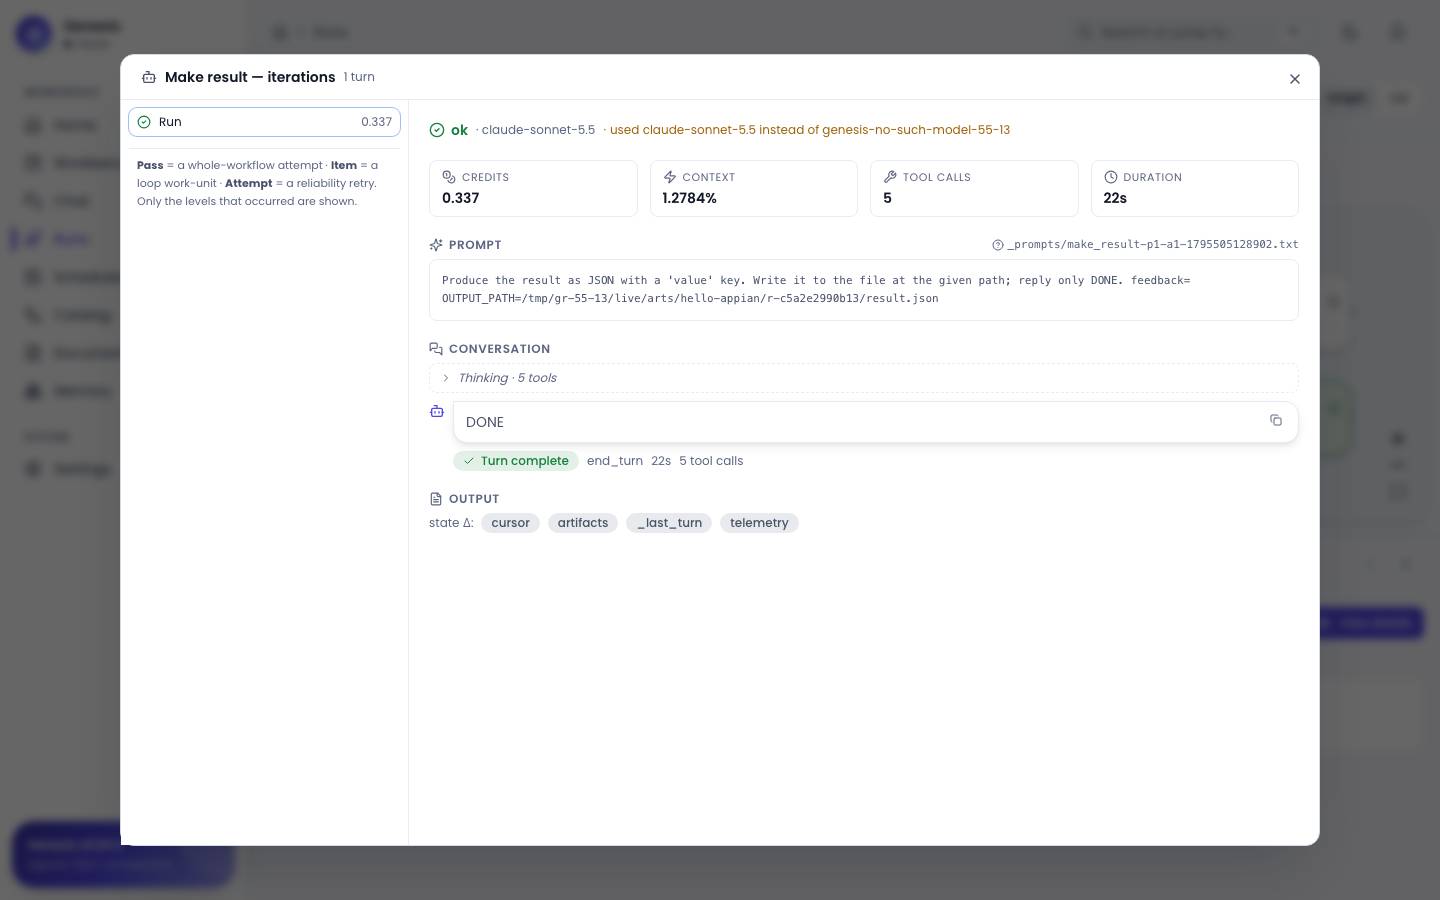 Make result — iterations 1 turn
Run 0.337
Pass = a whole-workflow attempt · Item = a
loop work-unit · Attempt = a reliability retry.
Only the levels that occurred are shown.
ok · claude-sonnet-5.5 · used claude-sonnet-5.5 instead of genesis-no-such-model-55-13
CREDITS
0.337
CONTEXT
1.2784%
TOOL CALLS
5
DURATION
22s
PROMPT
_prompts/make_result-p1-a1-1795505128902.txt
Produce the result as JSON with a 'value' key. Write it to the file at the given path; reply only DONE. feedback=
OUTPUT_PATH=/tmp/gr-55-13/live/arts/hello-appian/r-c5a2e2990b13/result.json
CONVERSATION
Thinking · 5 tools
DONE
Turn complete end_turn 22s 5 tool calls
OUTPUT
state Δ: cursor artifacts _last_turn telemetry